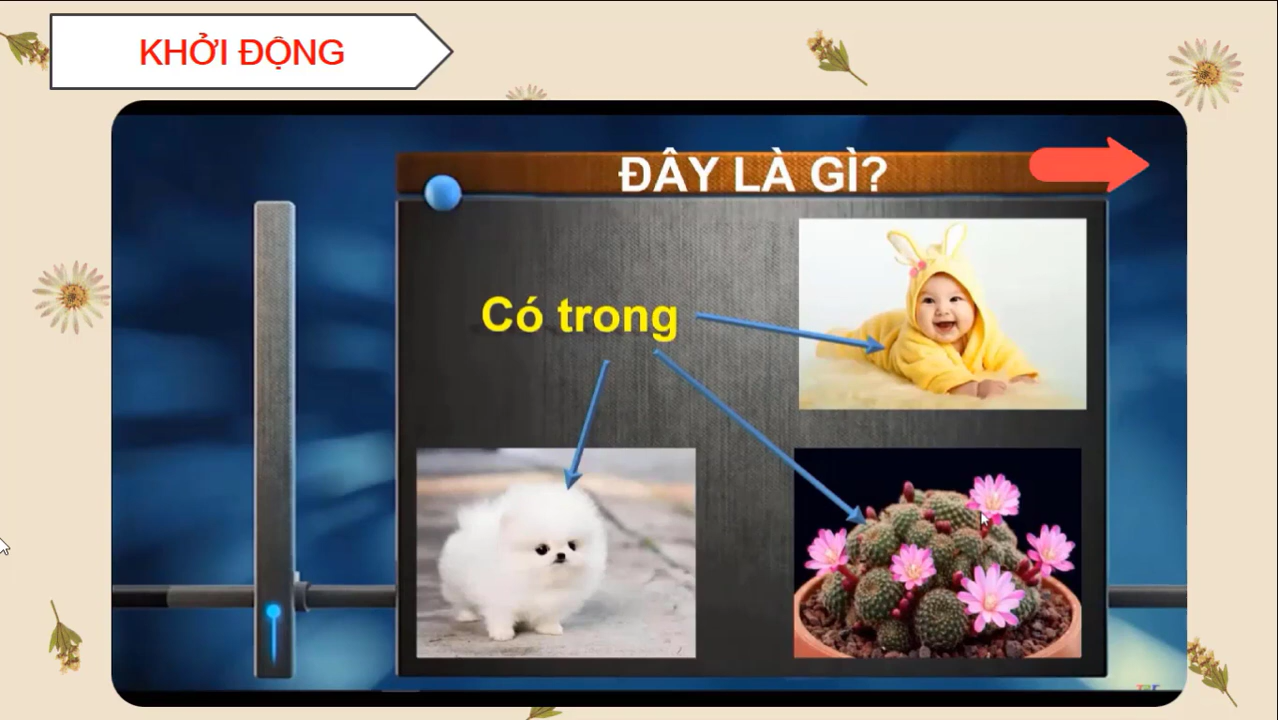 KHỞI ĐỘNG
ĐÂY LÀ GÌ?
Có trong